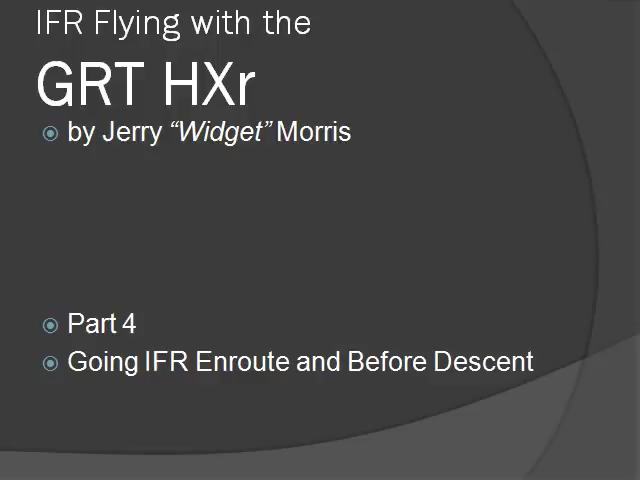 IFR Flying with the
GRT HXr
by Jerry “Widget” Morris
Part 4
Going IFR Enroute and Before Descent